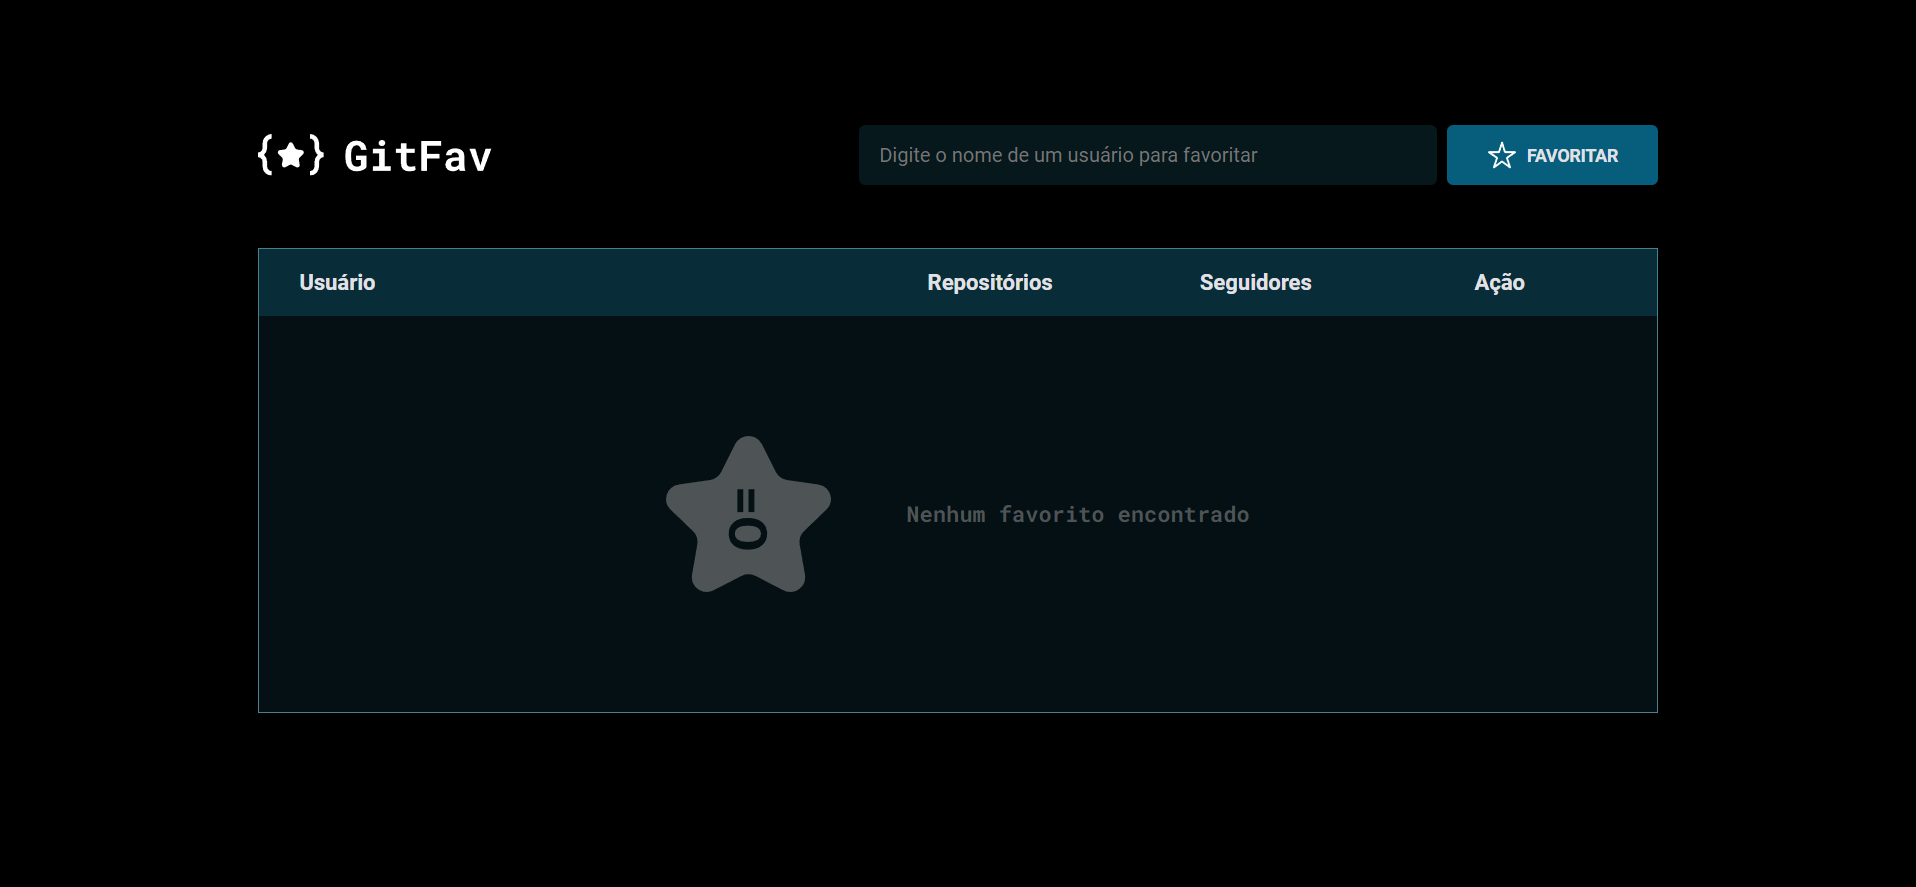 {★} GitFav
Digite o nome de um usuário para favoritar
FAVORITAR
Usuário Repositórios Seguidores Ação
Nenhum favorito encontrado